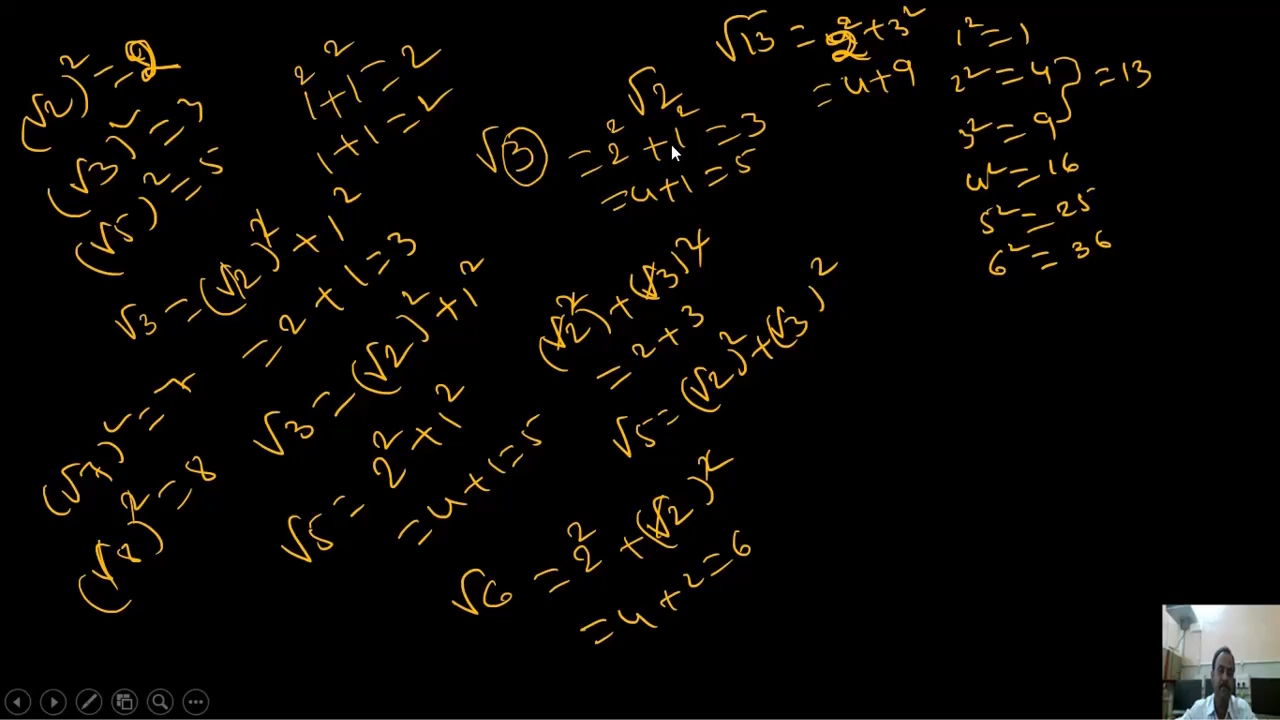 (√2)² = 2
(√3)² = 3
(√5)² = 5
1² + 1² = 2
1 + 1 = 2
√2
√3 = 2² + 1² = 3
= 4 + 1 = 5
√13 = 2² + 3²
= 4 + 9
1² = 1
2² = 4
3² = 9
} = 13
4² = 16
5² = 25
6² = 36
√3 = (√2)² + 1²
= 2 + 1 = 3
√3 = (√2)² + 1²
√5 = 2² + 1²
= 4 + 1 = 5
(√7)² = 7
(√8)² = 8
(√2)² + (√3)²
= 2 + 3
√5 = (√2)² + (√3)²
√6 = 2² + (√2)²
= 4 + 2 = 6